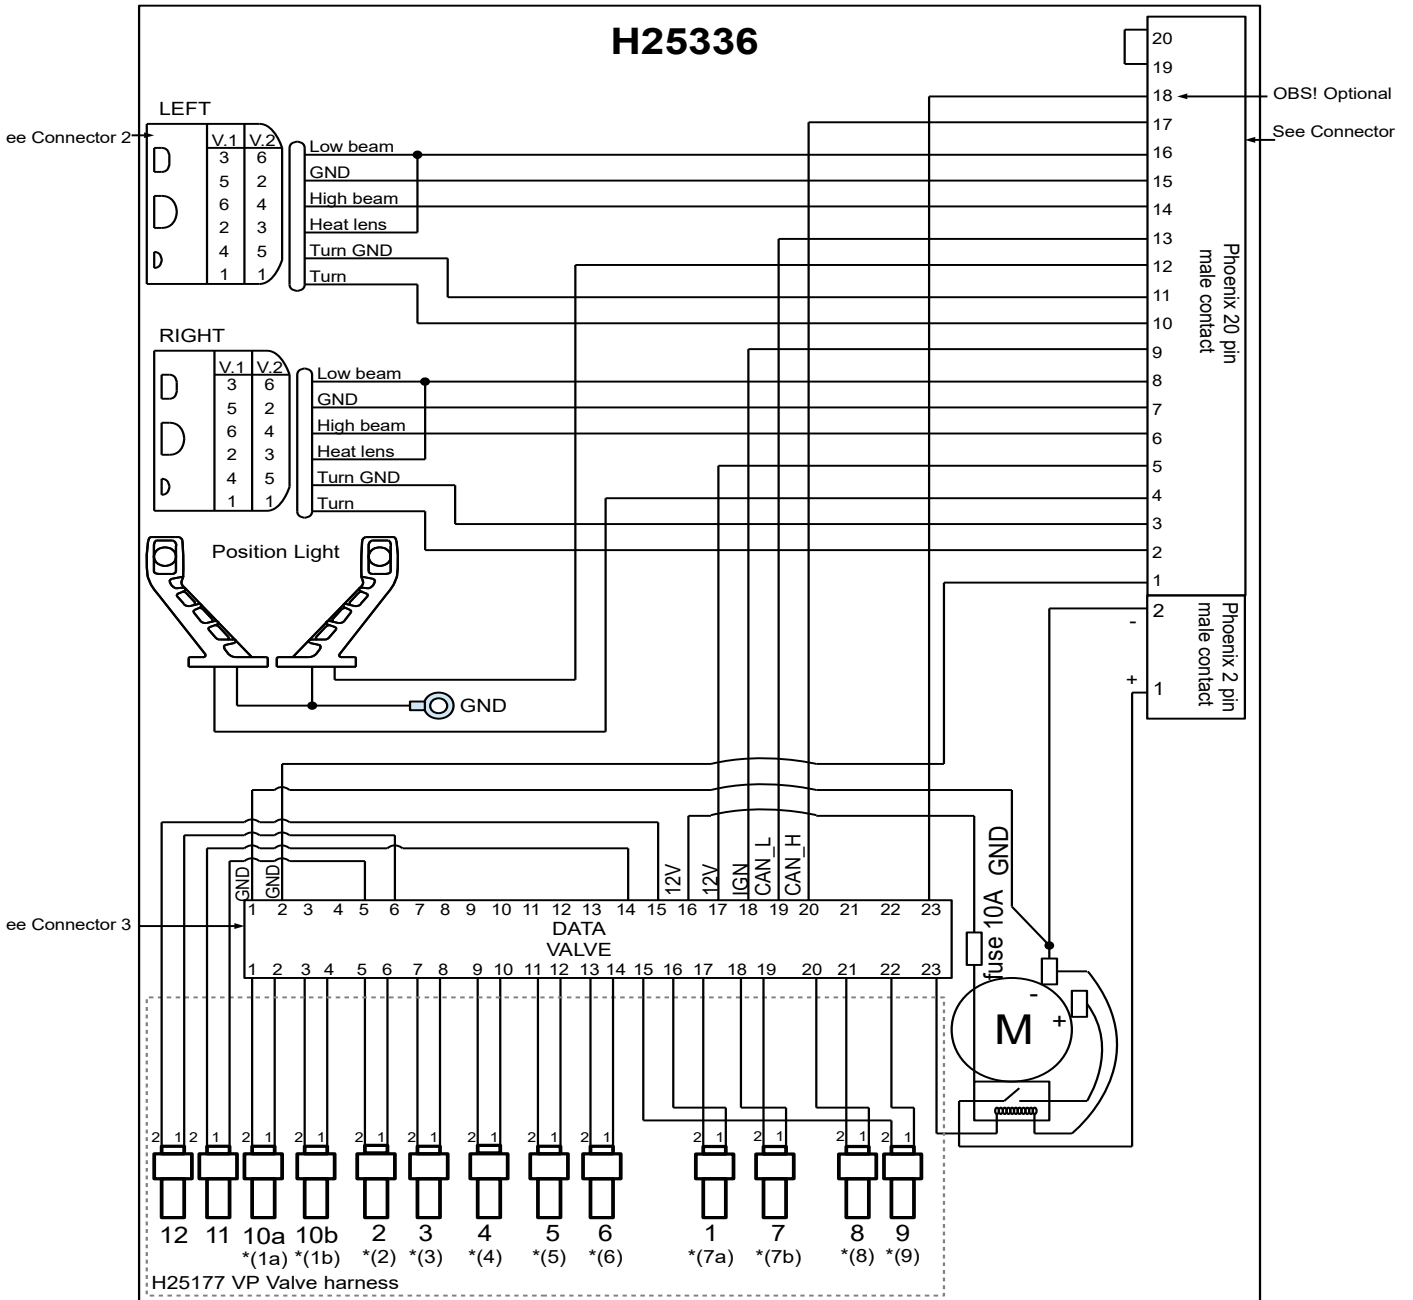 H25336
20
19
18
OBS! Optional
17
See Connector
16
15
14
13
12
11
10
9
8
7
6
5
4
3
2
1
Phoenix 20 pin
male contact
2
-
+
1
Phoenix 2 pin
male contact
LEFT
ee Connector 2
V.1 V.2
3 6
5 2
6 4
2 3
4 5
1 1
Low beam
GND
High beam
Heat lens
Turn GND
Turn
RIGHT
V.1 V.2
3 6
5 2
6 4
2 3
4 5
1 1
Low beam
GND
High beam
Heat lens
Turn GND
Turn
Position Light
GND
GND
GND
12V
12V
IGN
CAN_L
CAN_H
fuse 10A
GND
ee Connector 3
1 2 3 4 5 6 7 8 9 10 11 12 13 14 15 16 17 18 19 20 21 22 23
DATA
VALVE
1 2 3 4 5 6 7 8 9 10 11 12 13 14 15 16 17 18 19 20 21 22 23
-
+
M
2 1 2 1 2 1 2 1 2 1 2 1 2 1 2 1 2 1 2 1 2 1 2 1 2 1
12 11 10a 10b 2 3 4 5 6 1 7 8 9
*(1a) *(1b) *(2) *(3) *(4) *(5) *(6) *(7a) *(7b) *(8) *(9)
H25177 VP Valve harness